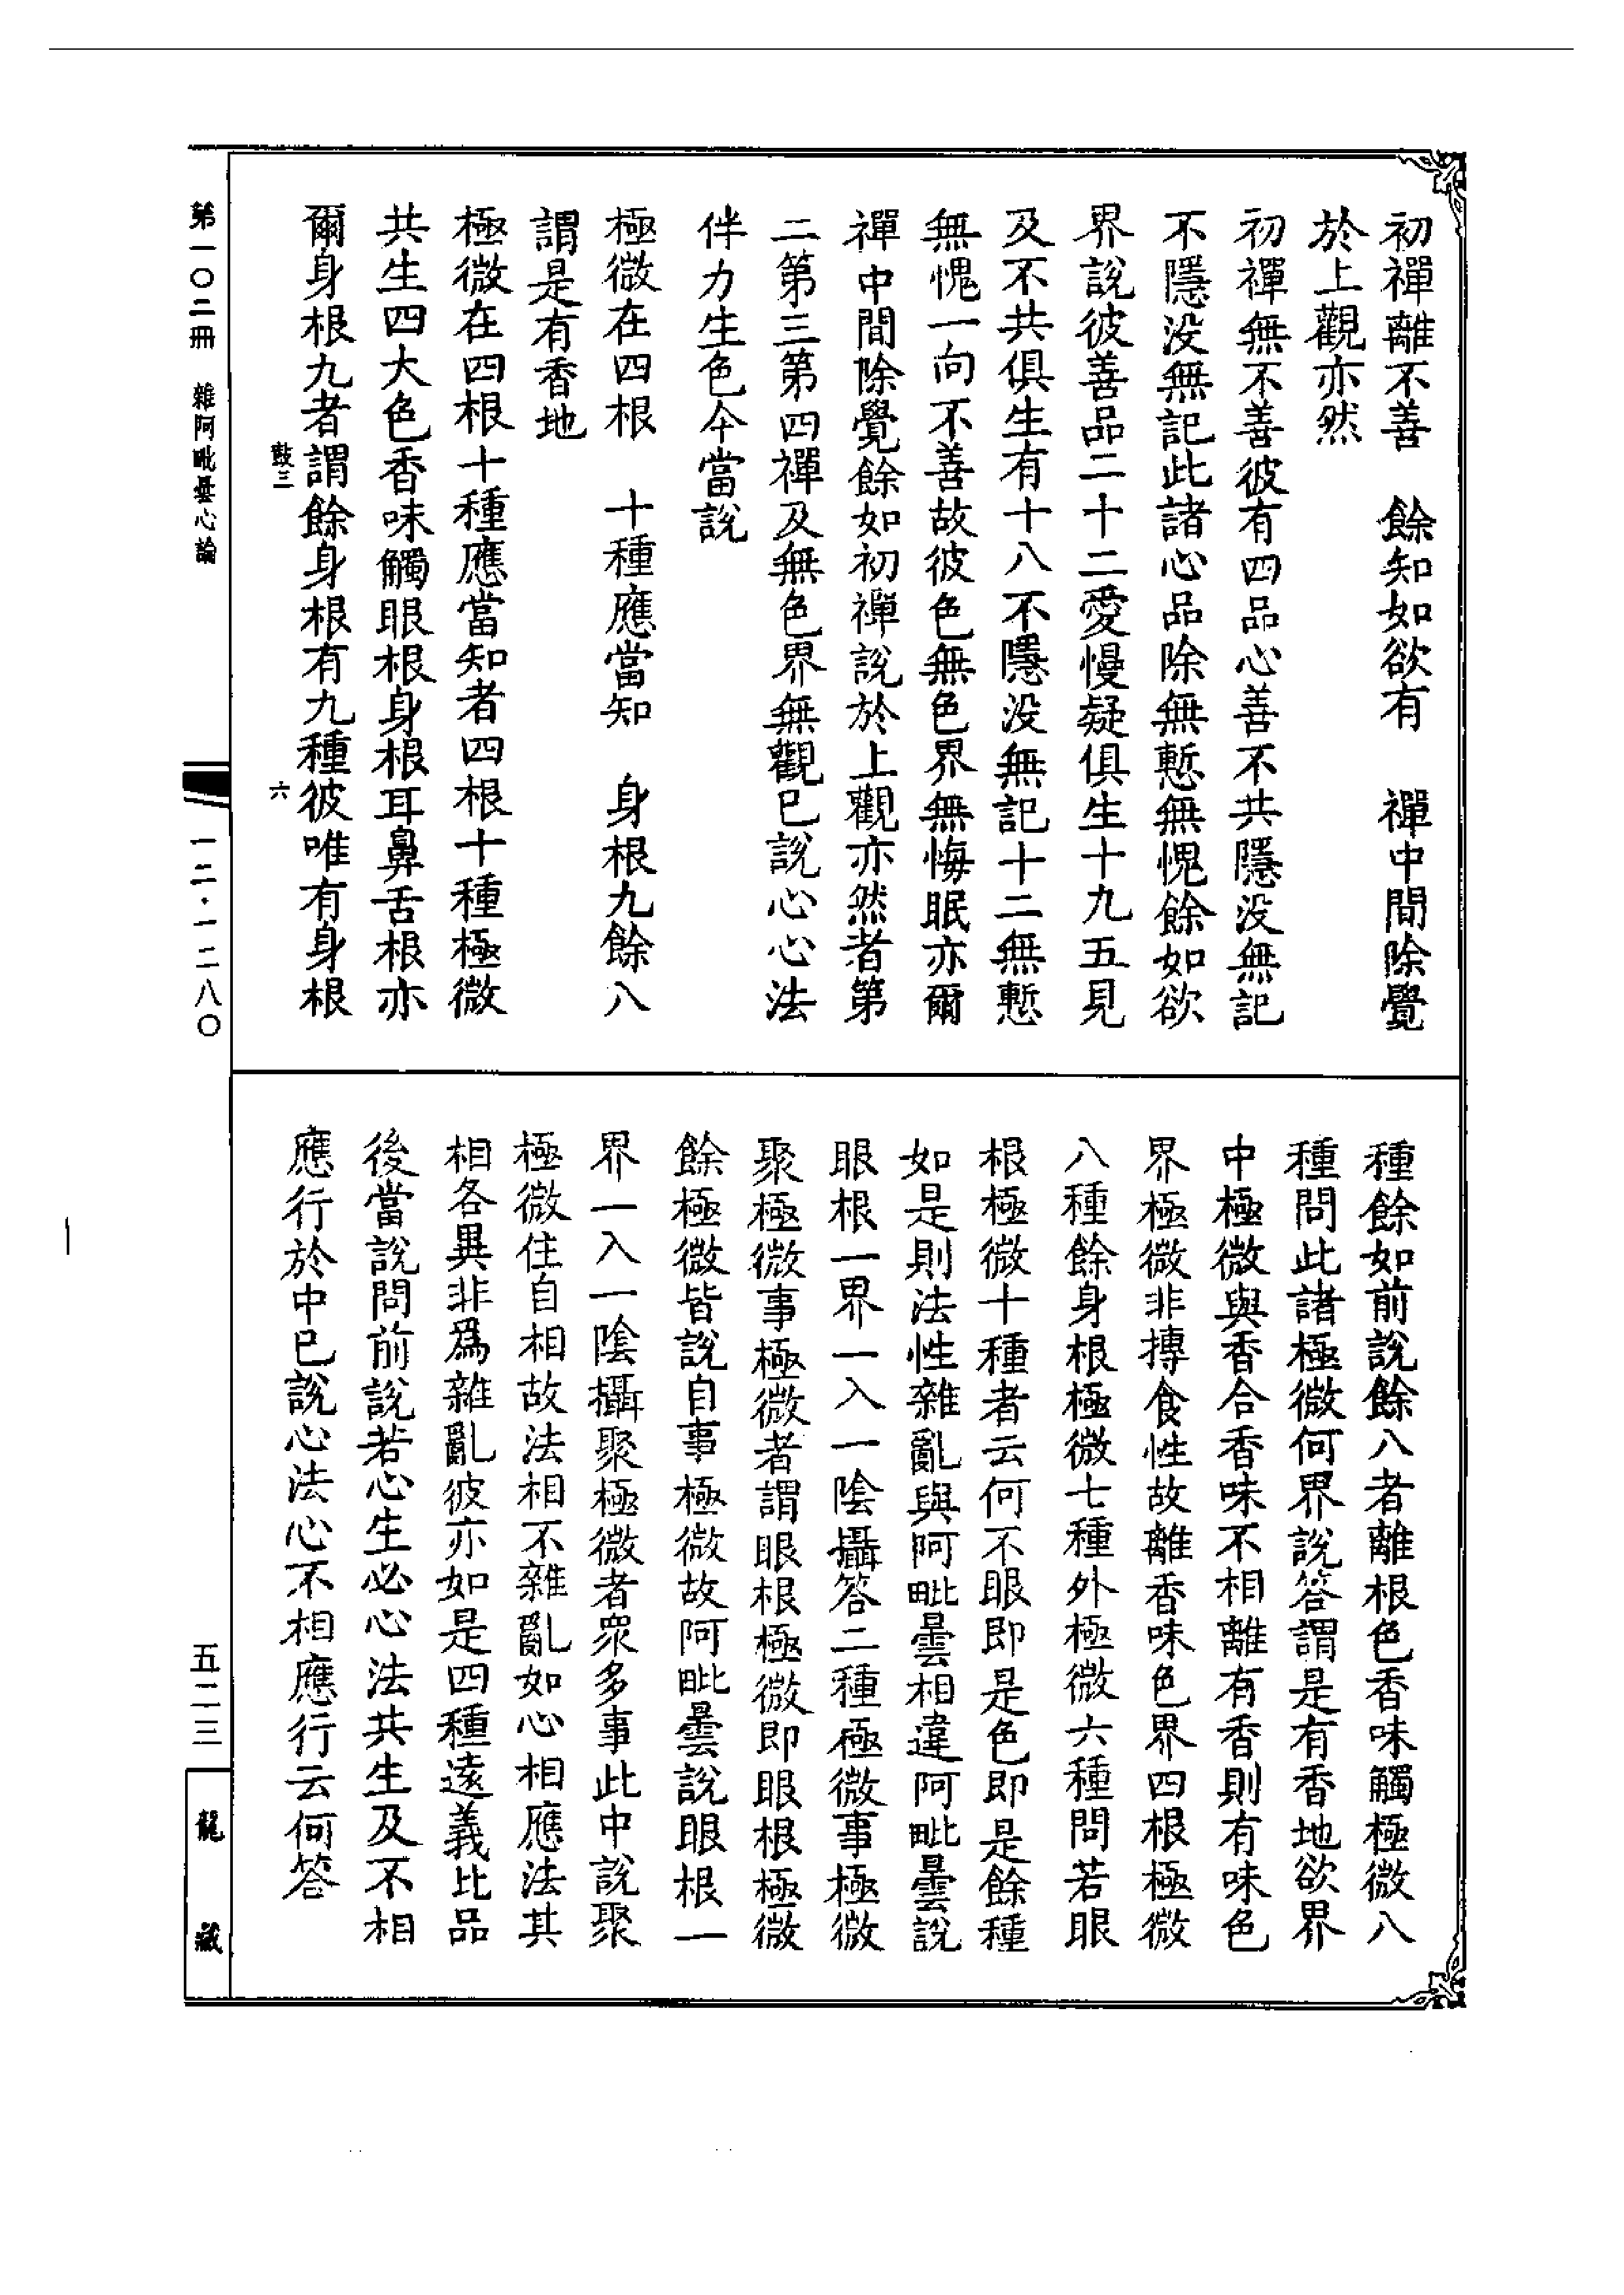 初禪離不善　餘知如欲有　禪中間除覺
於上觀亦然
初禪無不善彼有四品心善不共隱没無記
不隱没無記此諸心品除無慙無愧餘如欲
界說彼善品二十二愛慢疑俱生十九五見
及不共俱生有十八不隱没無記十二無慙
無愧一向不善故彼色無色界無悔眠亦爾
禪中間除覺餘如初禪說於上觀亦然者第
二第三第四禪及無色界無觀已說心心法
伴力生色今當說
極微在四根　十種應當知　身根九餘八
謂是有香地
極微在四根十種應當知者四根十種極微
共生四大色香味觸眼根身根耳鼻舌根亦
爾身根九者謂餘身根有九種彼唯有身根
鼓三　六
種餘如前說餘八者離根色香味觸極微八
種問此諸極微何界說答謂是有香地欲界
中極微與香合香味不相離有香則有味色
界極微非摶食性故離香味色界四根極微
八種餘身根極微七種外極微六種問若眼
根極微十種者云何不眼即是色即是餘種
如是則法性雜亂與阿毗曇相違阿毗曇說
眼根一界一入一陰攝答二種極微事極微
聚極微事極微者謂眼根極微即眼根極微
餘極微皆說自事極微故阿毗曇說眼根一
界一入一陰攝聚極微者眾多事此中說聚
極微住自相故法相不雜亂如心相應法其
相各異非為雜亂彼亦如是四種遠義比品
後當說問前說若心生必心法共生及不相
應行於中已說心法心不相應行云何答
第一〇二冊　雜阿毗曇心論
一二·一二八〇
五二三
龍藏